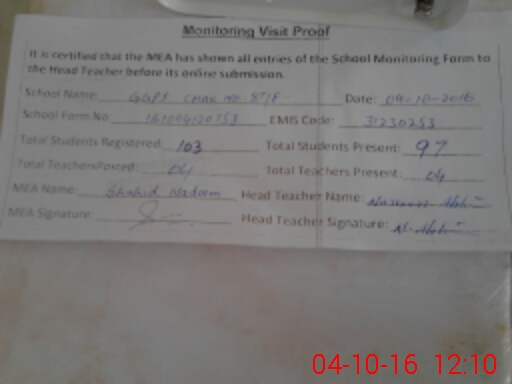 Monitoring Visit Proof
It is certified that the MEA has shown all entries of the School Monitoring Form to
the Head Teacher before its online submission.
School Name: GGPS CHAK NO. Date: 04-10-2016
School Form No: 161004120753 EMIS Code: 31230253
Total Students Registered: 103 Total Students Present: 97
Total Teachers Posted: 04 Total Teachers Present: 04
MEA Name: Shahid Nadeem Head Teacher Name:
MEA Signature: Head Teacher Signature: N.
04-10-16 12:10